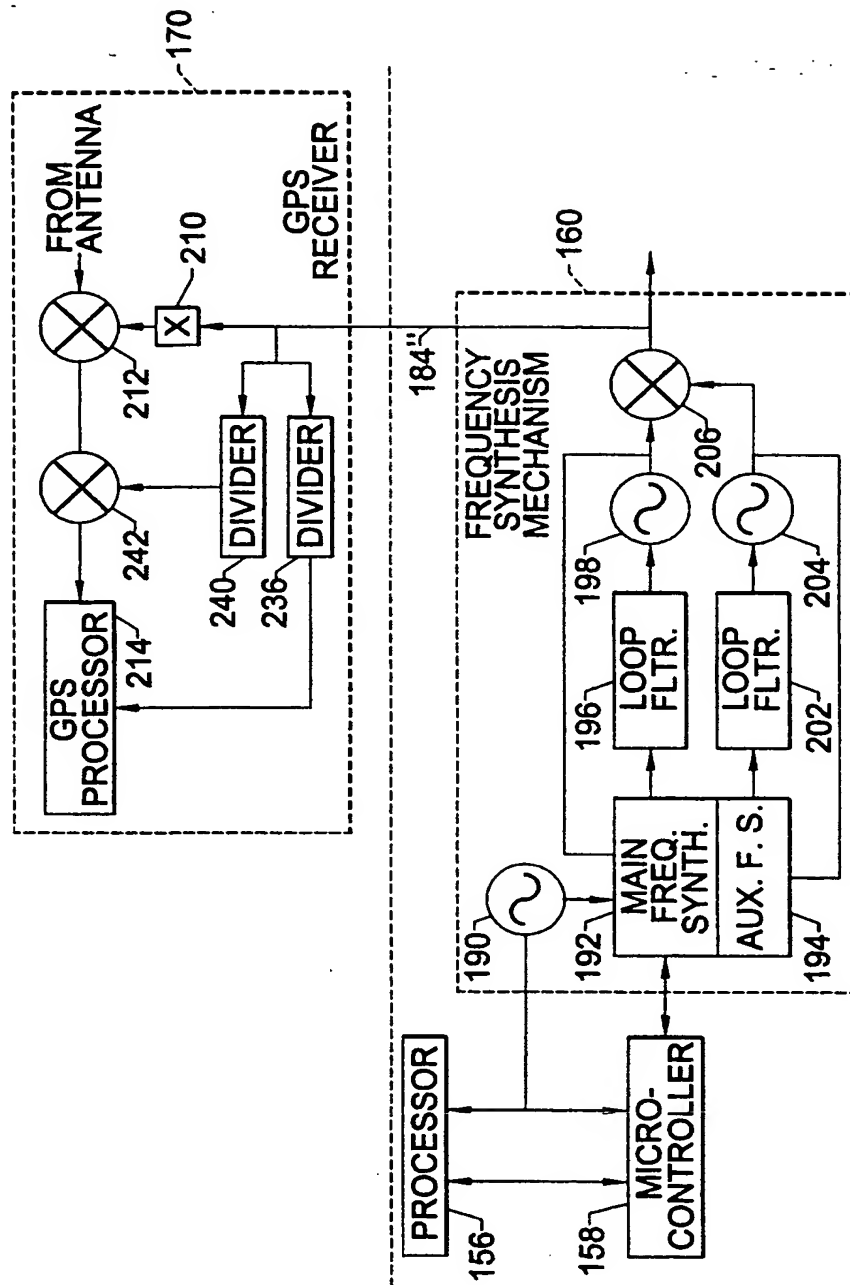 170
FROM
ANTENNA
GPS
RECEIVER
X
210
212
242
GPS
PROCESSOR
214
DIVIDER
240
DIVIDER
236
184"
160
FREQUENCY
SYNTHESIS
MECHANISM
206
198
204
LOOP
FLTR.
196
LOOP
FLTR.
202
190
MAIN
FREQ.
SYNTH.
192
AUX. F. S.
194
PROCESSOR
156
MICRO-
CONTROLLER
158